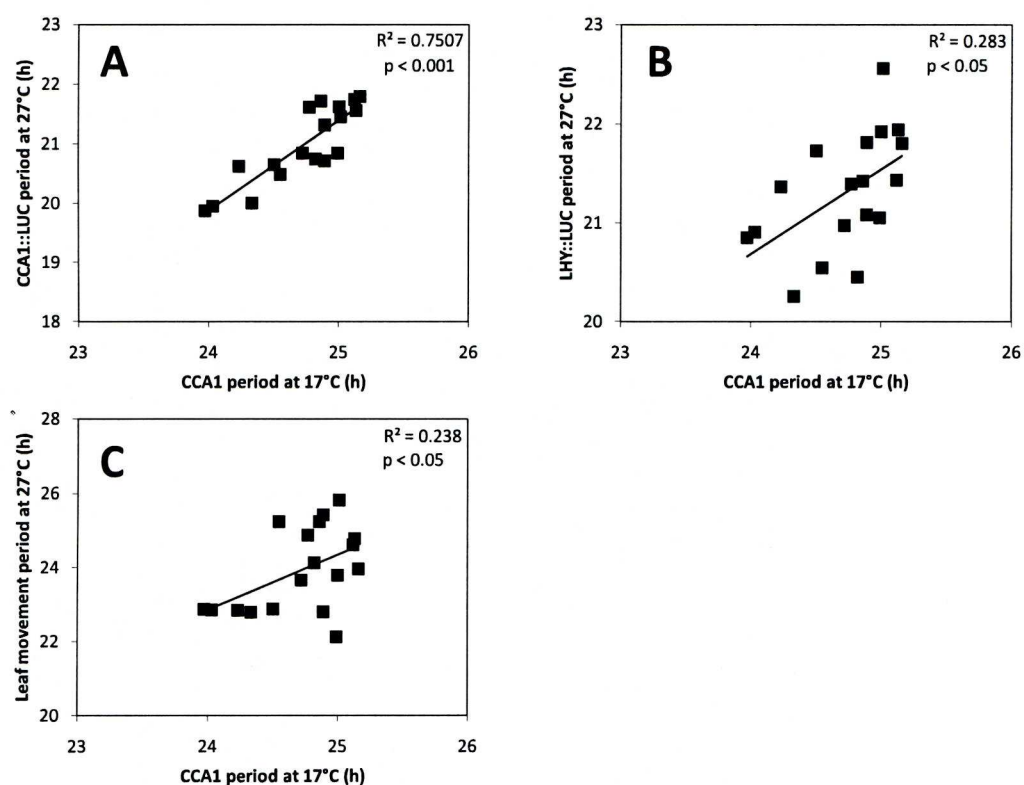 A
R² = 0.7507
p < 0.001
CCA1::LUC period at 27°C (h)
23
22
21
20
19
18
23
24
25
26
CCA1 period at 17°C (h)
B
R² = 0.283
p < 0.05
LHY::LUC period at 27°C (h)
23
22
21
20
23
24
25
26
CCA1 period at 17°C (h)
C
R² = 0.238
p < 0.05
Leaf movement period at 27°C (h)
28
26
24
22
20
23
24
25
26
CCA1 period at 17°C (h)